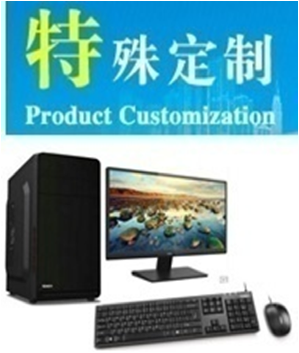 特殊定制
Product Customization